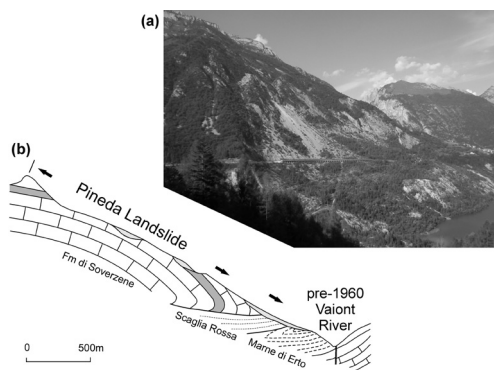 (a)
(b)
Pineda Landslide
Fm di Soverzene
Scaglia Rossa
Marne di Erto
pre-1960
Vaiont
River
0 500m